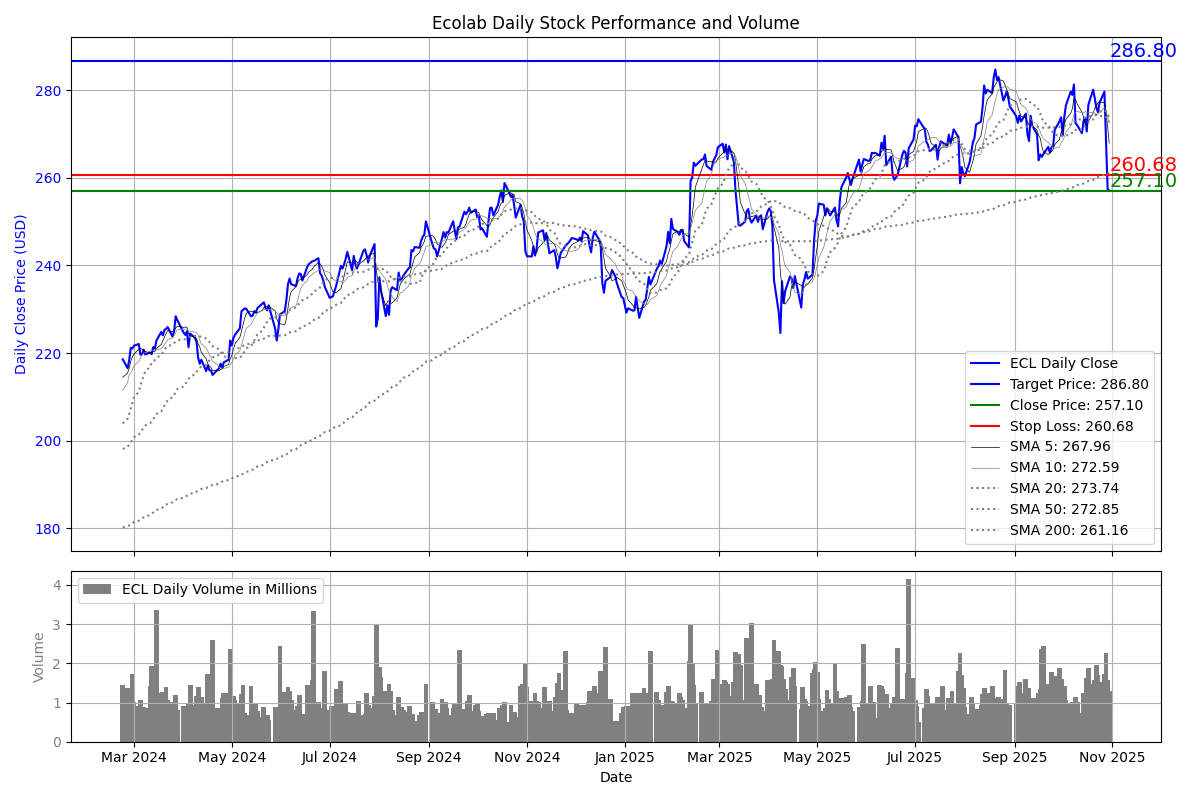 Ecolab Daily Stock Performance and Volume
286.80
260.68
257.10
Daily Close Price (USD)
280
260
240
220
200
180
ECL Daily Close
Target Price: 286.80
Close Price: 257.10
Stop Loss: 260.68
SMA 5: 267.96
SMA 10: 272.59
SMA 20: 273.74
SMA 50: 272.85
SMA 200: 261.16
Volume
4
3
2
1
0
ECL Daily Volume in Millions
Mar 2024 May 2024 Jul 2024 Sep 2024 Nov 2024 Jan 2025 Mar 2025 May 2025 Jul 2025 Sep 2025 Nov 2025
Date